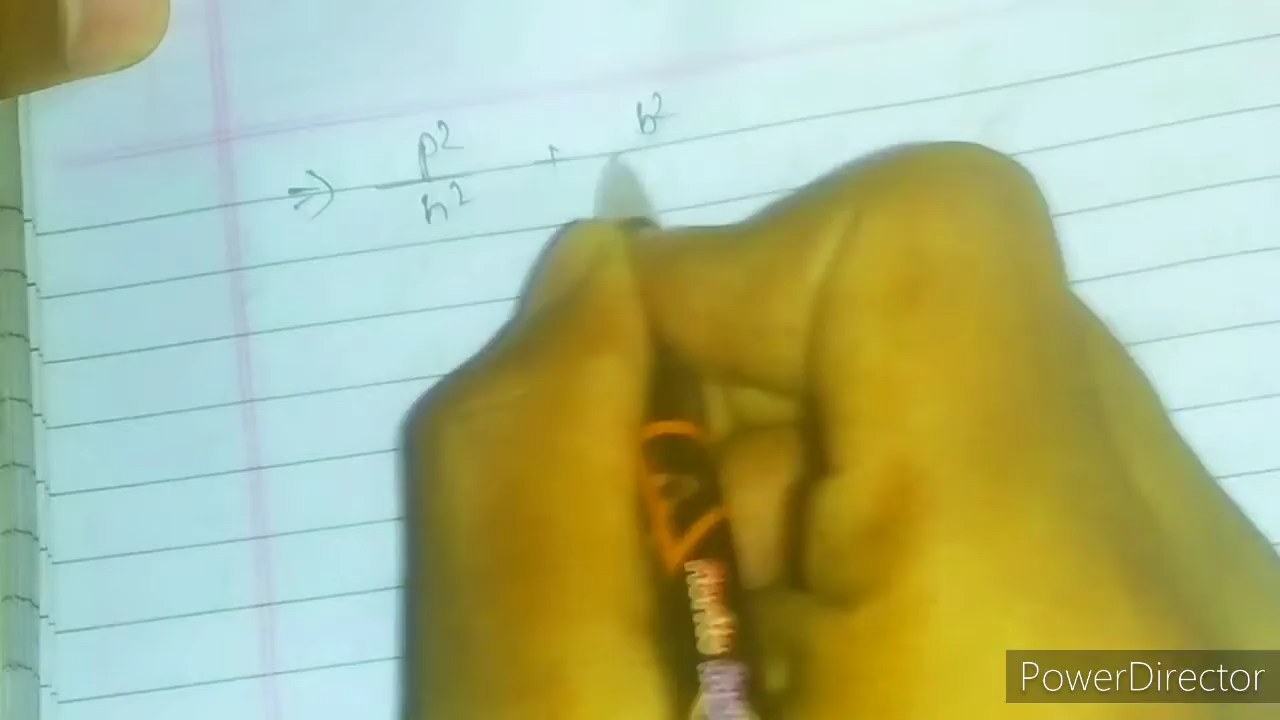 ⇒ p²/h² + b²
PowerDirector